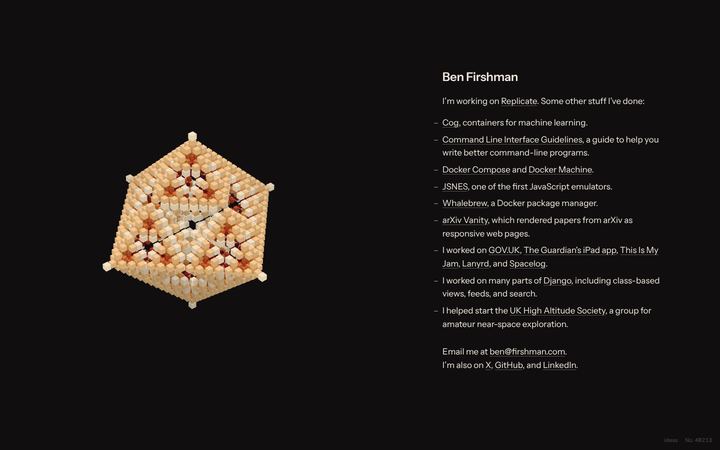 Ben Firshman
I'm working on Replicate. Some other stuff I've done:
– Cog, containers for machine learning.
– Command Line Interface Guidelines, a guide to help you
write better command-line programs.
– Docker Compose and Docker Machine.
– JSNES, one of the first JavaScript emulators.
– Whalebrew, a Docker package manager.
– arXiv Vanity, which rendered papers from arXiv as
responsive web pages.
– I worked on GOV.UK, The Guardian's iPad app, This Is My
Jam, Lanyrd, and Spacelog.
– I worked on many parts of Django, including class-based
views, feeds, and search.
– I helped start the UK High Altitude Society, a group for
amateur near-space exploration.
Email me at ben@firshman.com.
I'm also on X, GitHub, and LinkedIn.
ideas No.